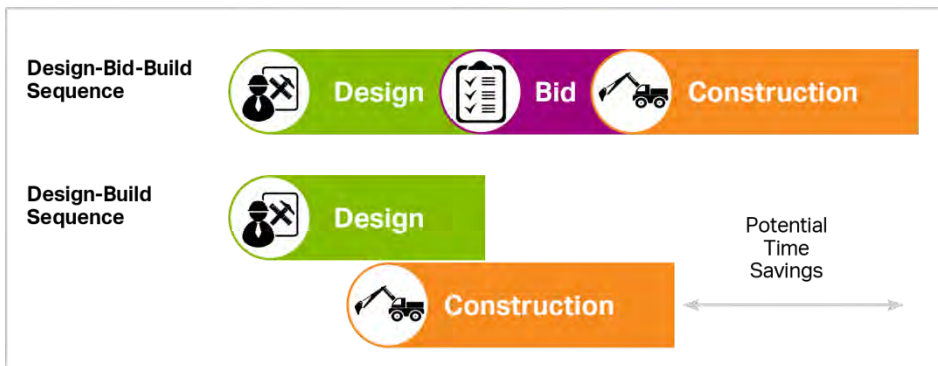 Design-Bid-Build
Sequence
Design
Bid
Construction
Design-Build
Sequence
Design
Construction
Potential
Time
Savings